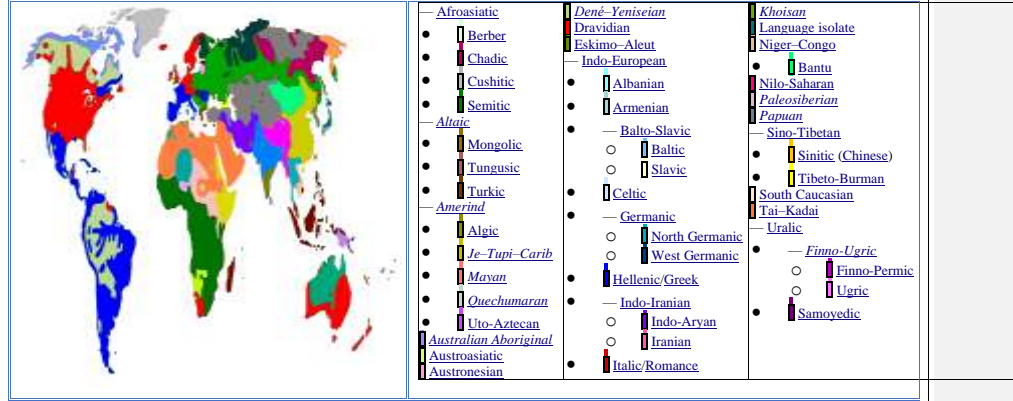 Afroasiatic
Berber
Chadic
Cushitic
Semitic
Altaic
Mongolic
Tungusic
Turkic
Amerind
Algic
Je–Tupi–Carib
Mayan
Quechumaran
Uto-Aztecan
Australian Aboriginal
Austroasiatic
Austronesian
Dené–Yeniseian
Dravidian
Eskimo–Aleut
Indo-European
Albanian
Armenian
Balto-Slavic
Baltic
Slavic
Celtic
Germanic
North Germanic
West Germanic
Hellenic/Greek
Indo-Iranian
Indo-Aryan
Iranian
Italic/Romance
Khoisan
Language isolate
Niger–Congo
Bantu
Nilo-Saharan
Paleosiberian
Papuan
Sino-Tibetan
Sinitic (Chinese)
Tibeto-Burman
South Caucasian
Tai–Kadai
Uralic
Finno-Ugric
Finno-Permic
Ugric
Samoyedic